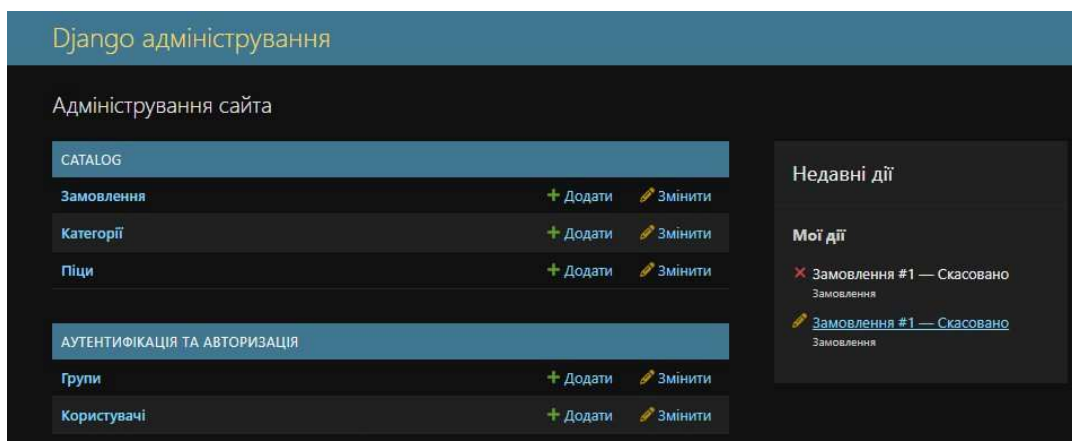 Django адміністрування
Адміністрування сайта
CATALOG
Замовлення Додати Змінити
Категорії Додати Змінити
Піци Додати Змінити
АУТЕНТИФІКАЦІЯ ТА АВТОРИЗАЦІЯ
Групи Додати Змінити
Користувачі Додати Змінити
Недавні дії
Мої дії
Замовлення #1 — Скасовано
Замовлення
Замовлення #1 — Скасовано
Замовлення